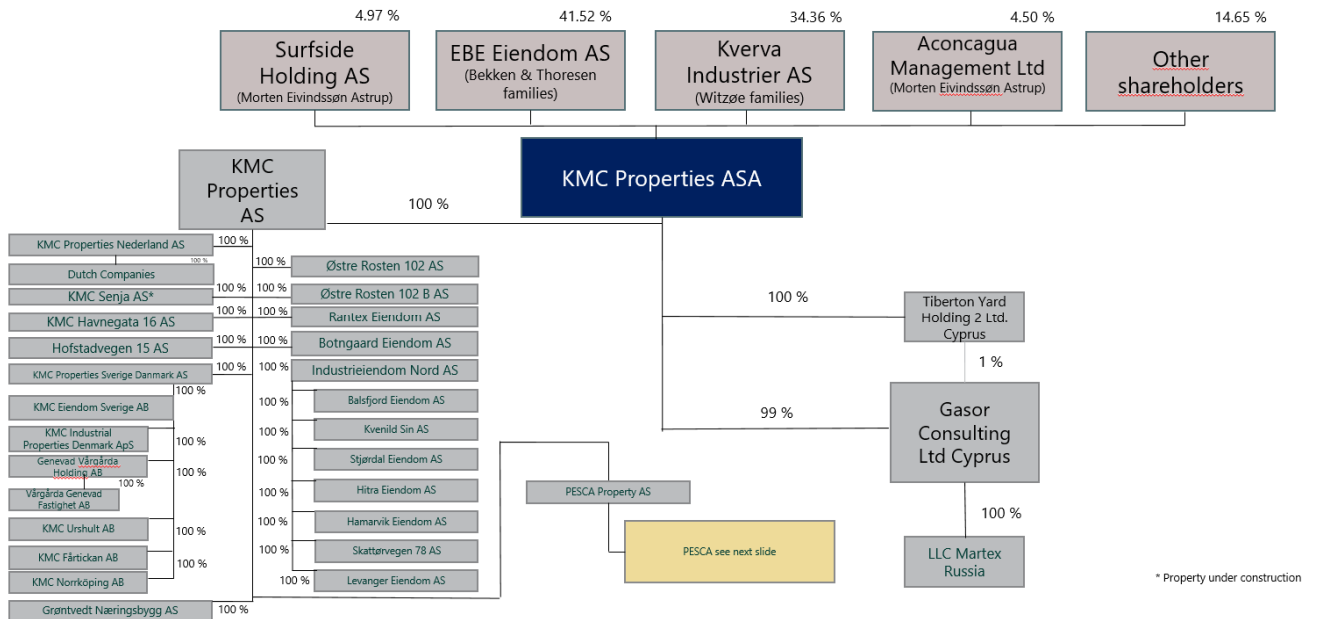 4.97 %
41.52 %
34.36 %
4.50 %
14.65 %
Surfside
Holding AS
(Morten Eivindssøn Astrup)
EBE Eiendom AS
(Bekken & Thoresen
families)
Kverva
Industrier AS
(Witzøe families)
Aconcagua
Management Ltd
(Morten Eivindssøn Astrup)
Other
shareholders
KMC
Properties
AS
KMC Properties ASA
100 %
KMC Properties Nederland AS
100 %
100 %
Dutch Companies
KMC Senja AS*
100 %
KMC Havnegata 16 AS
100 %
Hofstadvegen 15 AS
100 %
KMC Properties Sverige Danmark AS
100 %
100 %
KMC Eiendom Sverige AB
KMC Industrial
Properties Denmark ApS
100 %
Genevad Vårgårda
Holding AB
100 %
100 %
Vårgårda Genevad
Fastighet AB
KMC Urshult AB
100 %
KMC Fårtickan AB
100 %
KMC Norrköping AB
Grøntvedt Næringsbygg AS
100 %
100 %
Østre Rosten 102 AS
100 %
Østre Rosten 102 B AS
100 %
Rantex Eiendom AS
100 %
Botngaard Eiendom AS
100 %
Industrieiendom Nord AS
100 %
Balsfjord Eiendom AS
100 %
Kvenild Sin AS
100 %
Stjørdal Eiendom AS
100 %
Hitra Eiendom AS
100 %
Hamarvik Eiendom AS
100 %
Skattørvegen 78 AS
100 %
Levanger Eiendom AS
PESCA Property AS
PESCA see next slide
100 %
Tiberton Yard
Holding 2 Ltd.
Cyprus
1 %
99 %
Gasor
Consulting
Ltd Cyprus
100 %
LLC Martex
Russia
* Property under construction